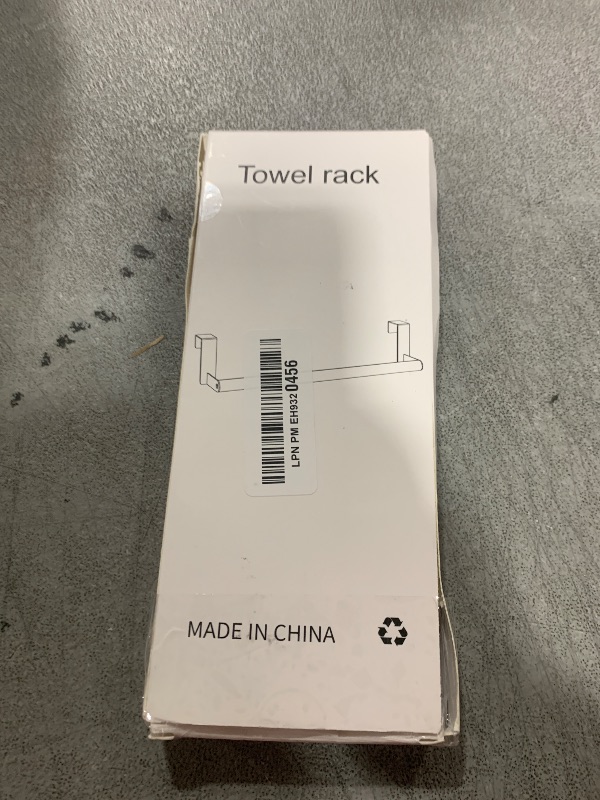 Towel rack
LPN PM EH932 0456
MADE IN CHINA